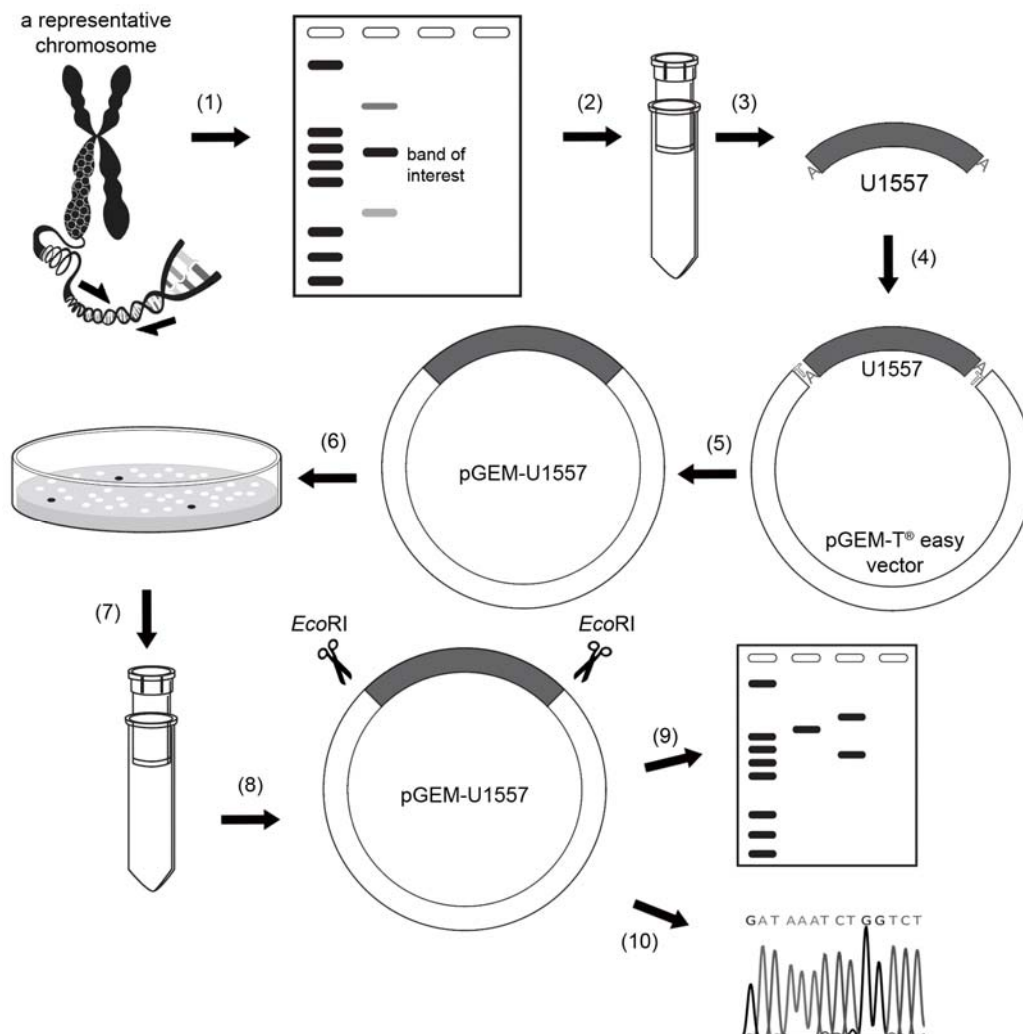 a representative
chromosome
(1)
band of
interest
(2)
(3)
A
A
U1557
(4)
U1557
T
A
A
T
pGEM-T® easy
vector
(5)
pGEM-U1557
(6)
(7)
(8)
EcoRI
EcoRI
pGEM-U1557
(9)
(10)
GAT AAAT CT GGTCT